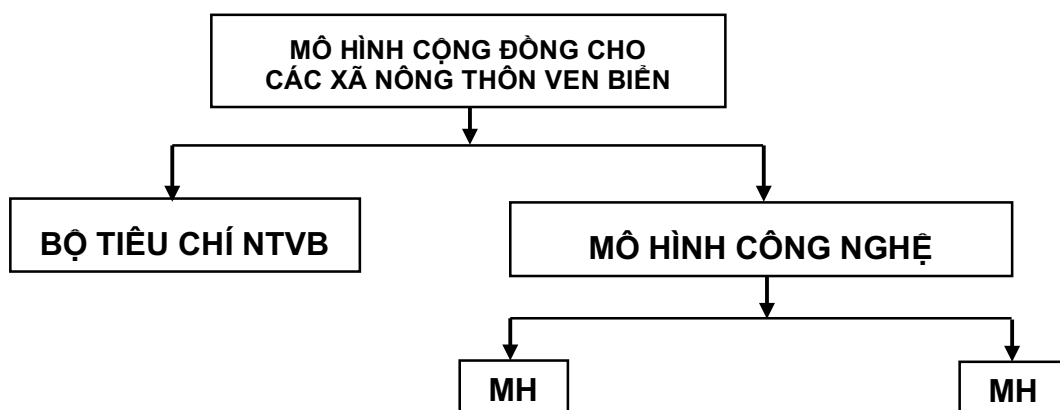 MÔ HÌNH CỘNG ĐỒNG CHO
CÁC XÃ NÔNG THÔN VEN BIỂN
BỘ TIÊU CHÍ NTVB
MÔ HÌNH CÔNG NGHỆ
MH
MH